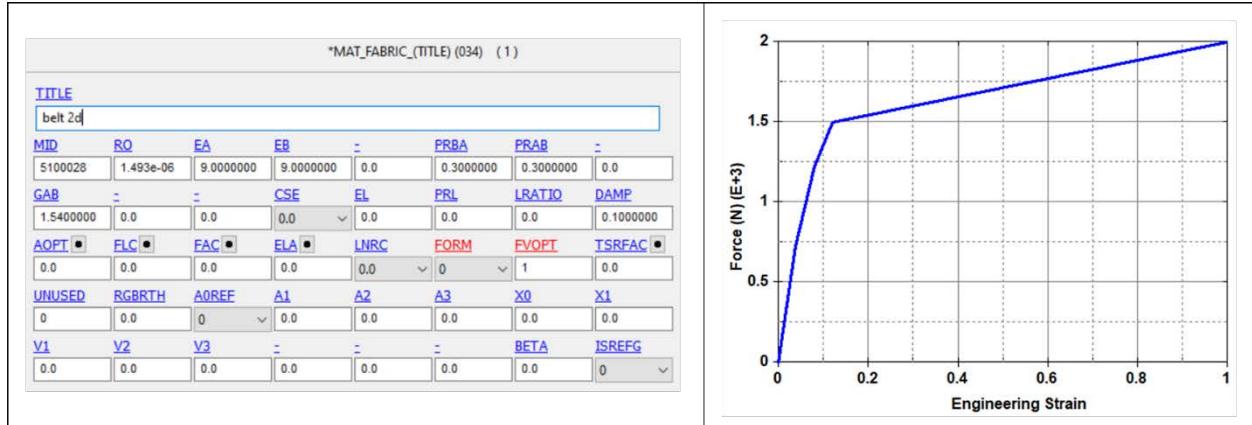 *MAT_FABRIC_(TITLE) (034) (1)
TITLE
belt 2d
MID RO EA EB - PRBA PRAB -
5100028 1.493e-06 9.0000000 9.0000000 0.0 0.3000000 0.3000000 0.0
GAB - - CSE EL PRL LRATIO DAMP
1.5400000 0.0 0.0 0.0 0.0 0.0 0.0 0.1000000
AOPT FLC FAC ELA LNRC FORM FVOPT TSRFAC
0.0 0.0 0.0 0.0 0.0 0 1 0.0
UNUSED RGBRTH A0REF A1 A2 A3 X0 X1
0 0.0 0 0.0 0.0 0.0 0.0 0.0
V1 V2 V3 - - - BETA ISREFG
0.0 0.0 0.0 0.0 0.0 0.0 0.0 0
Force (N) (E+3)
2
1.5
1
0.5
0
0 0.2 0.4 0.6 0.8 1
Engineering Strain